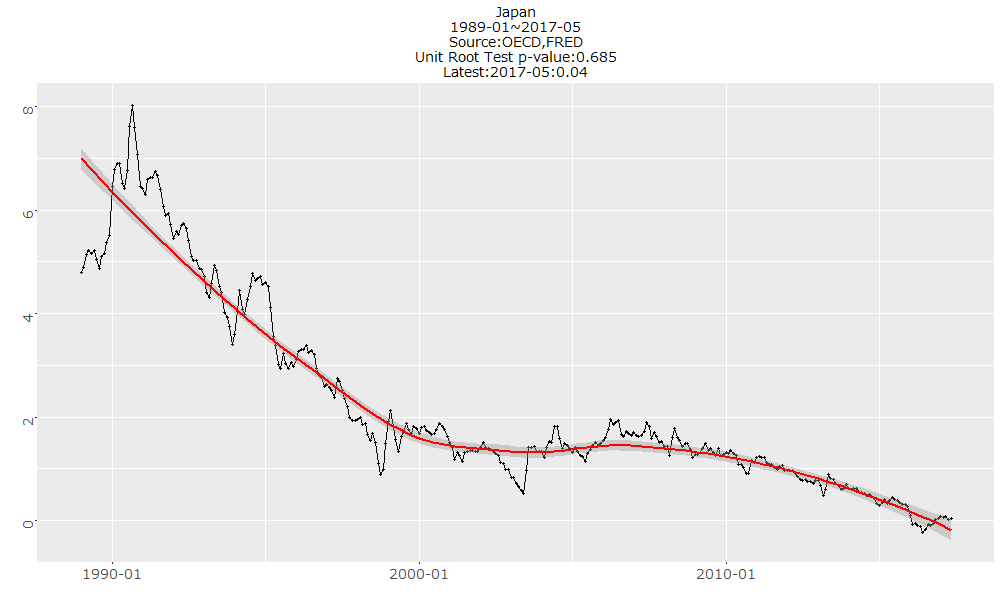 Japan
1989-01~2017-05
Source:OECD,FRED
Unit Root Test p-value:0.685
Latest:2017-05:0.04
8
6
4
2
0
1990-01 2000-01 2010-01